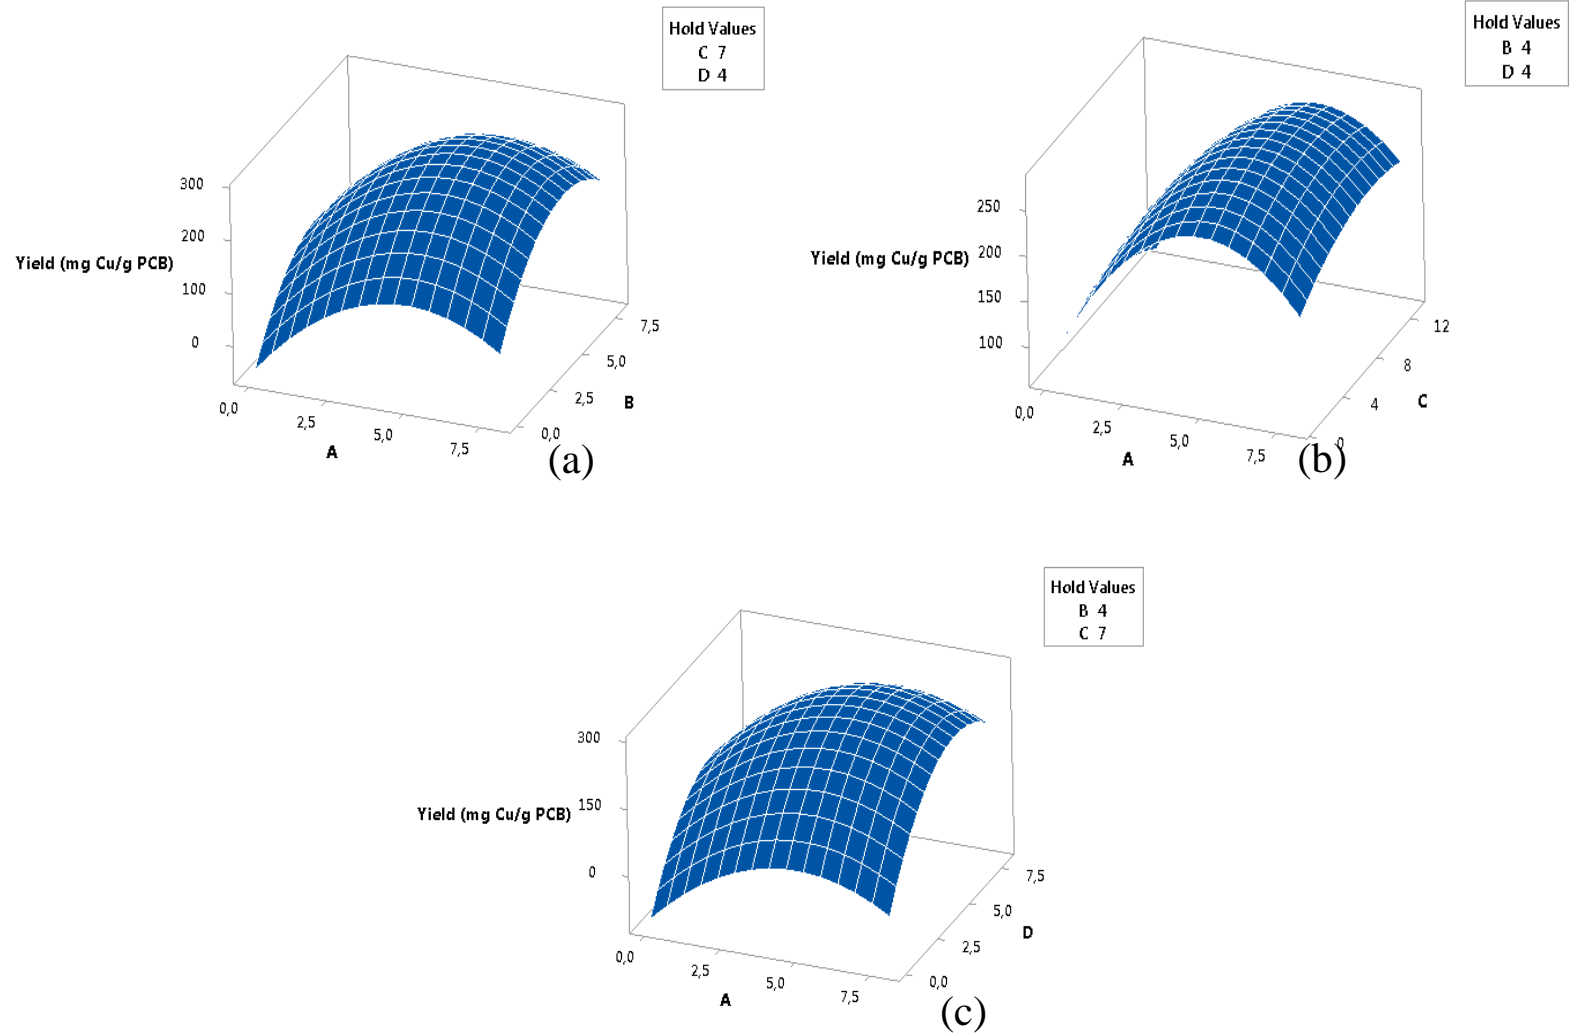 Hold Values
C 7
D 4
300
200
Yield (mg Cu/g PCB)
100
0
0,0
2,5
5,0
7,5
A
0,0
2,5
5,0
7,5
B
(a)
Hold Values
B 4
D 4
250
Yield (mg Cu/g PCB)
200
150
100
0,0
2,5
5,0
7,5
A
0
4
8
12
C
(b)
Hold Values
B 4
C 7
300
Yield (mg Cu/g PCB)
150
0
0,0
2,5
5,0
7,5
A
0,0
2,5
5,0
7,5
D
(c)